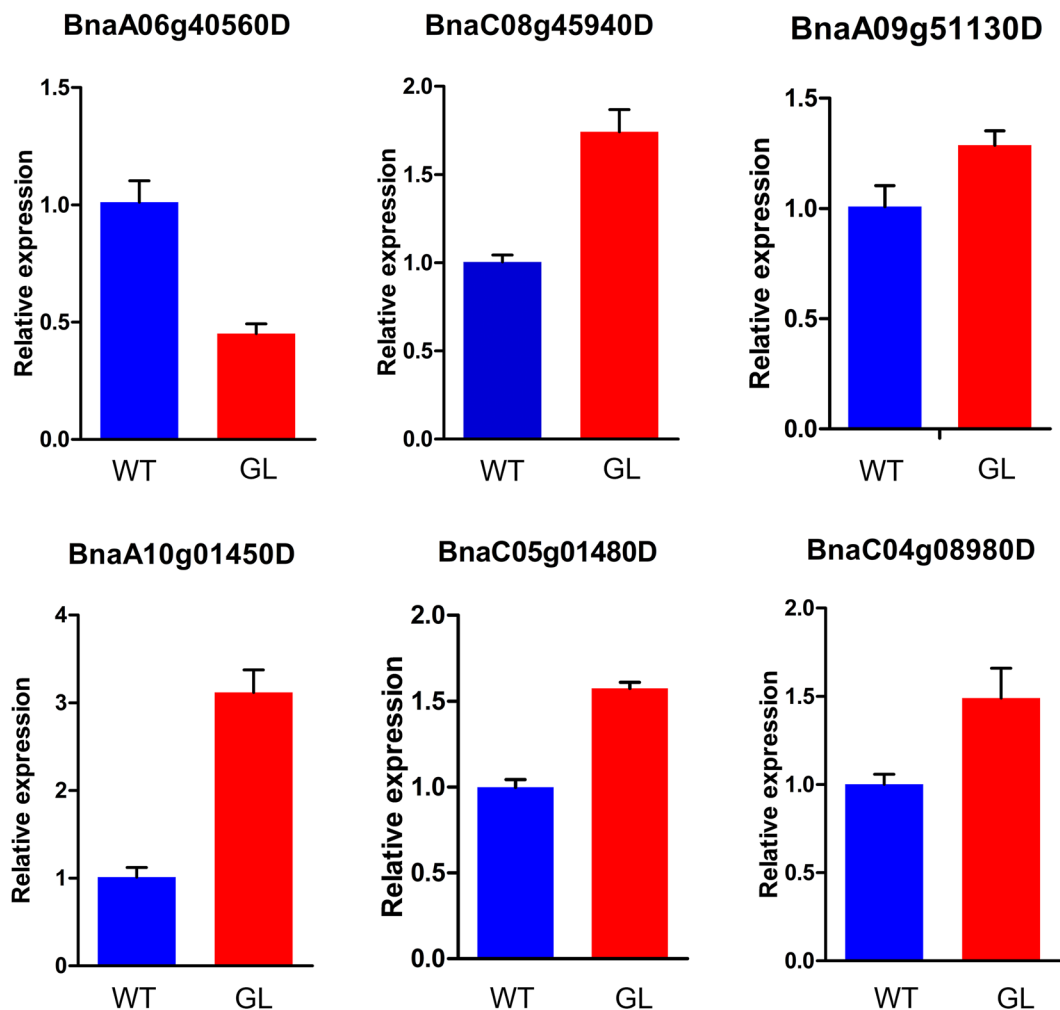 BnaA06g40560D
BnaC08g45940D
BnaA09g51130D
Relative expression
1.5
1.0
0.5
0.0
WT
GL
Relative expression
2.0
1.5
1.0
0.5
0.0
WT
GL
Relative expression
1.5
1.0
0.5
0.0
WT
GL
BnaA10g01450D
BnaC05g01480D
BnaC04g08980D
Relative expression
4
3
2
1
0
WT
GL
Relative expression
2.0
1.5
1.0
0.5
0.0
WT
GL
Relative expression
2.0
1.5
1.0
0.5
0.0
WT
GL